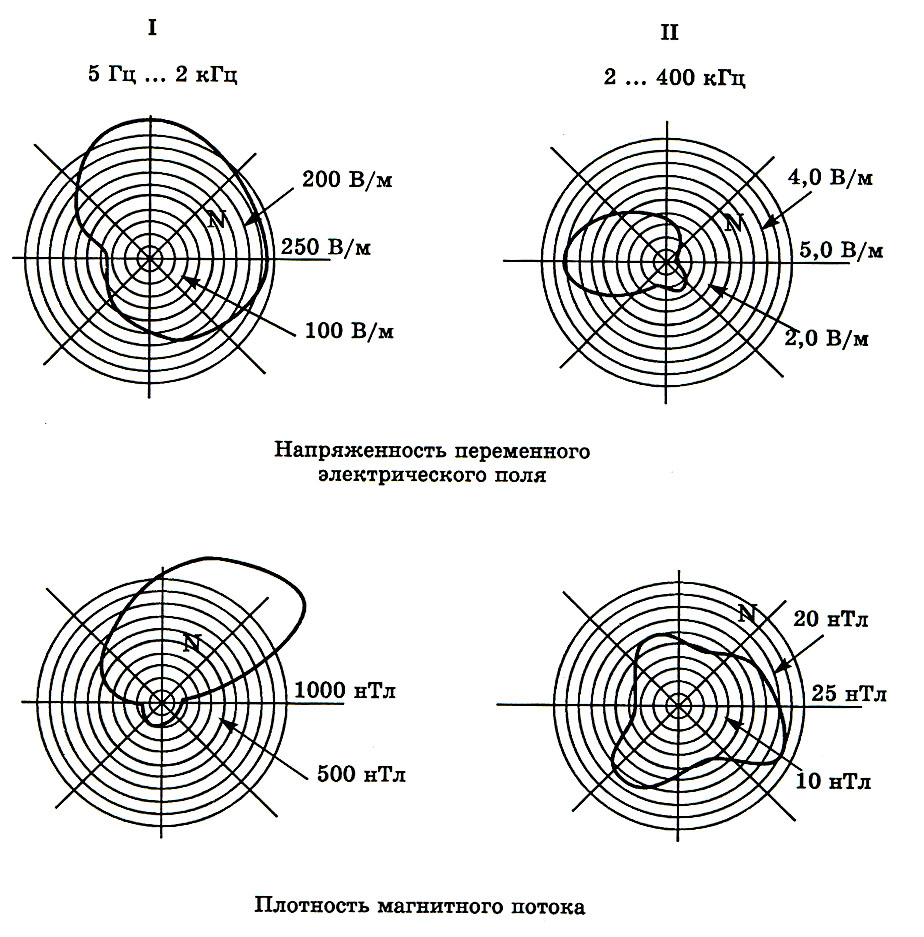 I
II
5 Гц ... 2 кГц
2 ... 400 кГц
200 В/м
N
250 В/м
100 В/м
4,0 В/м
N
5,0 В/м
2,0 В/м
Напряженность переменного
электрического поля
N
1000 нТл
500 нТл
N
20 нТл
25 нТл
10 нТл
Плотность магнитного потока